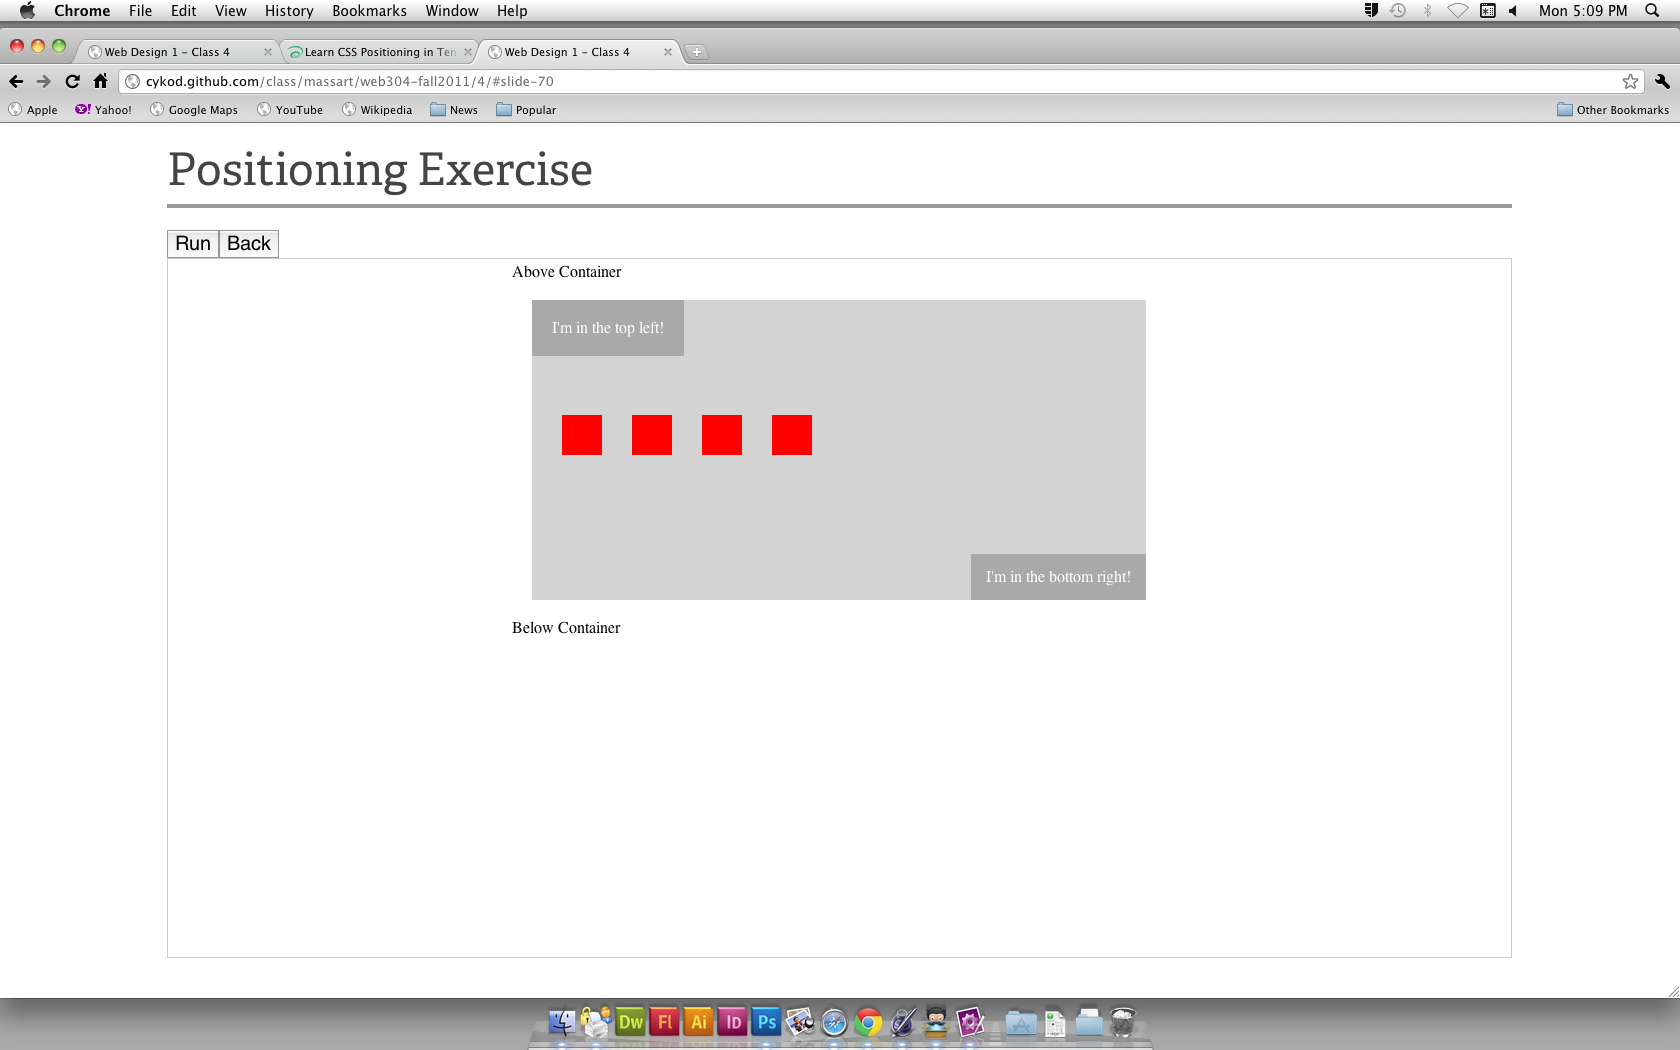 Chrome File Edit View History Bookmarks Window Help Mon 5:09 PM
Web Design 1 - Class 4 Learn CSS Positioning in Ten Web Design 1 - Class 4
cykod.github.com/class/massart/web304-fall2011/4/#slide-70
Apple Yahoo! Google Maps YouTube Wikipedia News Popular Other Bookmarks
Positioning Exercise
Run Back
Above Container
I'm in the top left!
I'm in the bottom right!
Below Container
Dw Fl Ai Id Ps